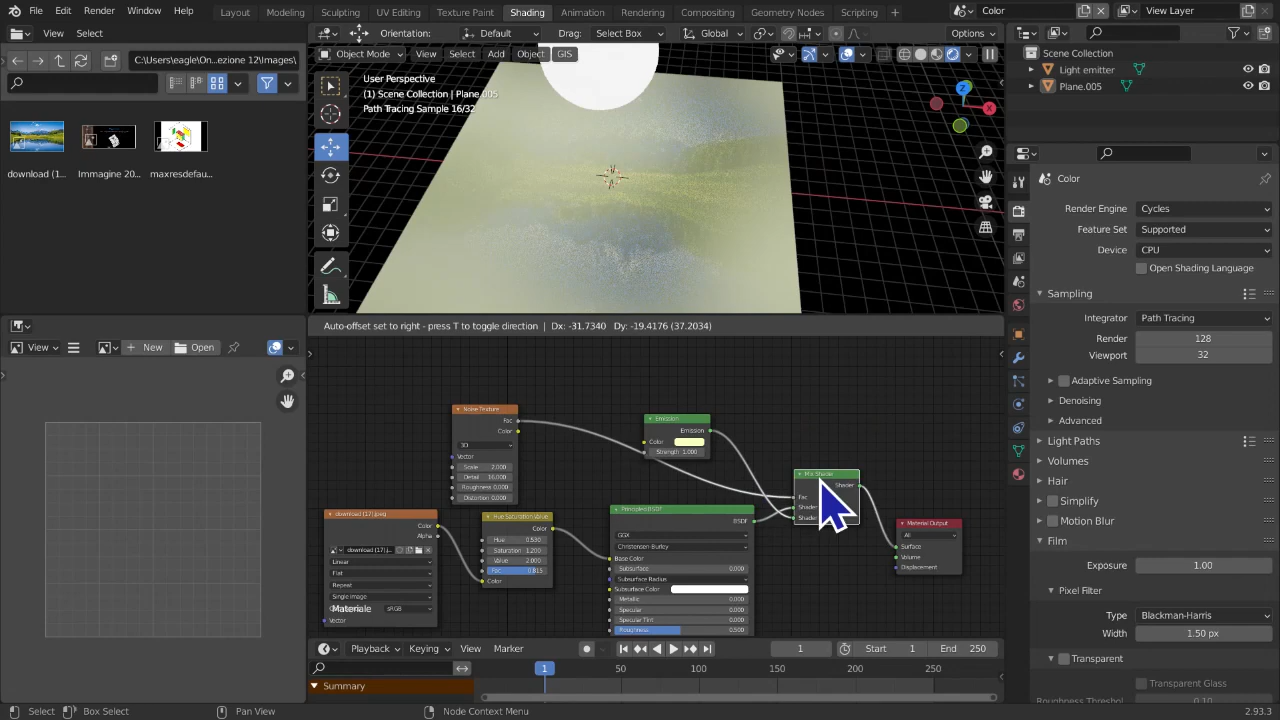 File Edit Render Window Help Layout Modeling Sculpting UV Editing Texture Paint Shading Animation Rendering Compositing Geometry Nodes Scripting Color View Layer
View Select
C:\Users\eagle\On...ezione 12\Images\
download (1... Immagine 20... maxresdefau...
Orientation: Default Drag: Select Box Global Options
Object Mode View Select Add Object GIS
User Perspective
(1) Scene Collection | Plane.005
Path Tracing Sample 16/32
Z
X
Scene Collection
Light emitter
Plane.005
Color
Render Engine Cycles
Feature Set Supported
Device CPU
Open Shading Language
Sampling
Integrator Path Tracing
Render 128
Viewport 32
Adaptive Sampling
Denoising
Advanced
Light Paths
Volumes
Hair
Simplify
Motion Blur
Film
Exposure 1.00
Pixel Filter
Type Blackman-Harris
Width 1.50 px
Transparent
Transparent Glass
Roughness Threshol. 0.10
View New Open
Auto-offset set to right - press T to toggle direction | Dx: -31.7340 Dy: -19.4176 (37.2034)
Noise Texture
Fac
Color
3D
Vector
Scale 2.000
Detail 16.000
Roughness 0.000
Distortion 0.000
Emission
Emission
Color
Strength 1.000
Mix Shader
Shader
Fac
Shader
Shader
Material Output
All
Surface
Volume
Displacement
download (17).jpeg
Color
Alpha
download (17).j...
Linear
Flat
Repeat
Single Image
sRGB
Vector
Materiale
Hue Saturation Value
Color
Hue 0.530
Saturation 1.200
Value 2.000
Fac 0.815
Color
Principled BSDF
BSDF
GGX
Christensen-Burley
Base Color
Subsurface 0.000
Subsurface Radius
Subsurface Color
Metallic 0.000
Specular 0.000
Specular Tint 0.000
Roughness 0.500
Playback Keying View Marker 1 Start 1 End 250
1 50 100 150 200 250
Summary
Select Box Select Pan View Node Context Menu 2.93.3